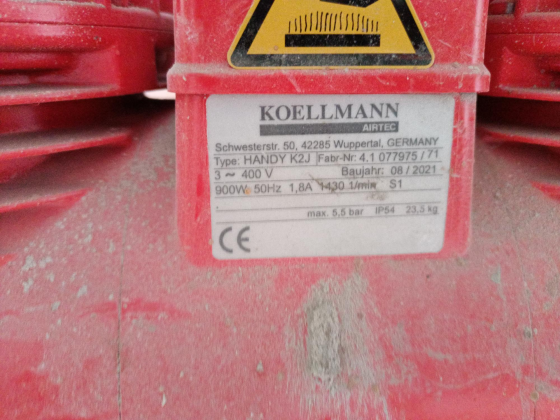 KOELLMANN
AIRTEC
Schwesterstr. 50, 42285 Wuppertal, GERMANY
Type: HANDY K2J Fabr-Nr: 4.1 077975 / 71
3 ~ 400 V Baujahr: 08 / 2021
900W 50Hz 1,8A 1430 1/min S1
max. 5,5 bar IP54 23,5 kg
CE